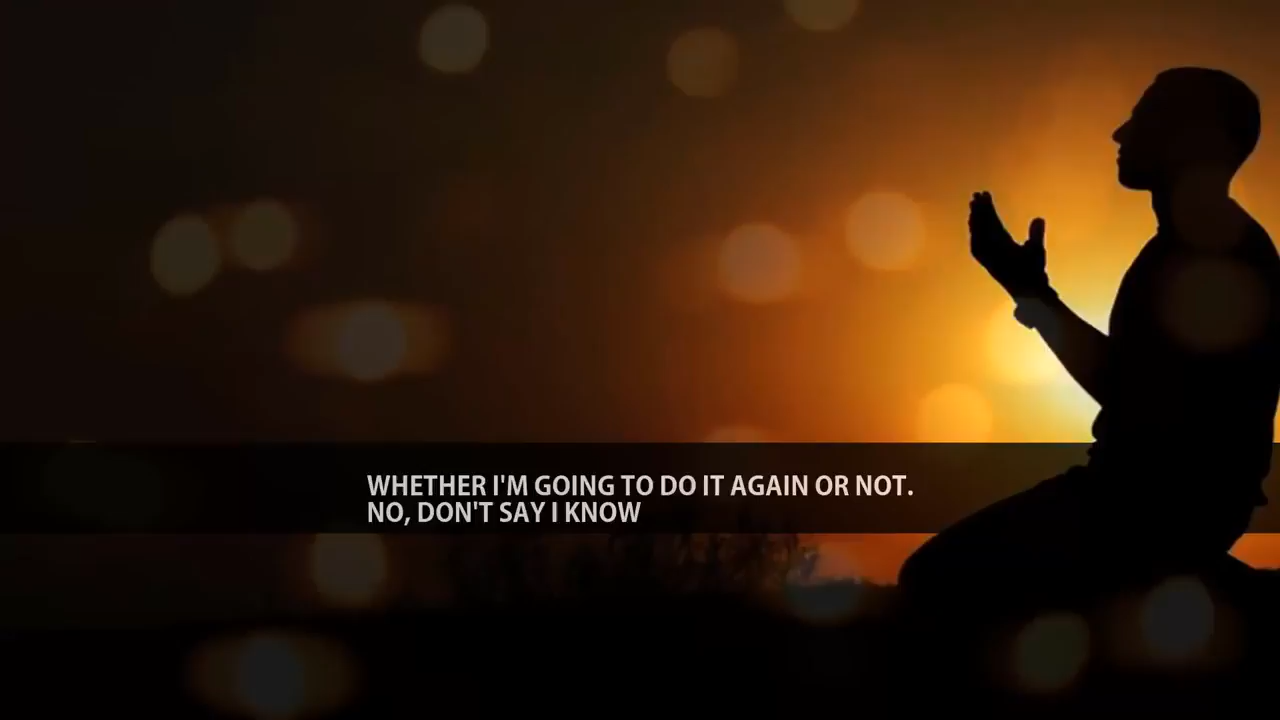 WHETHER I'M GOING TO DO IT AGAIN OR NOT.
NO, DON'T SAY I KNOW